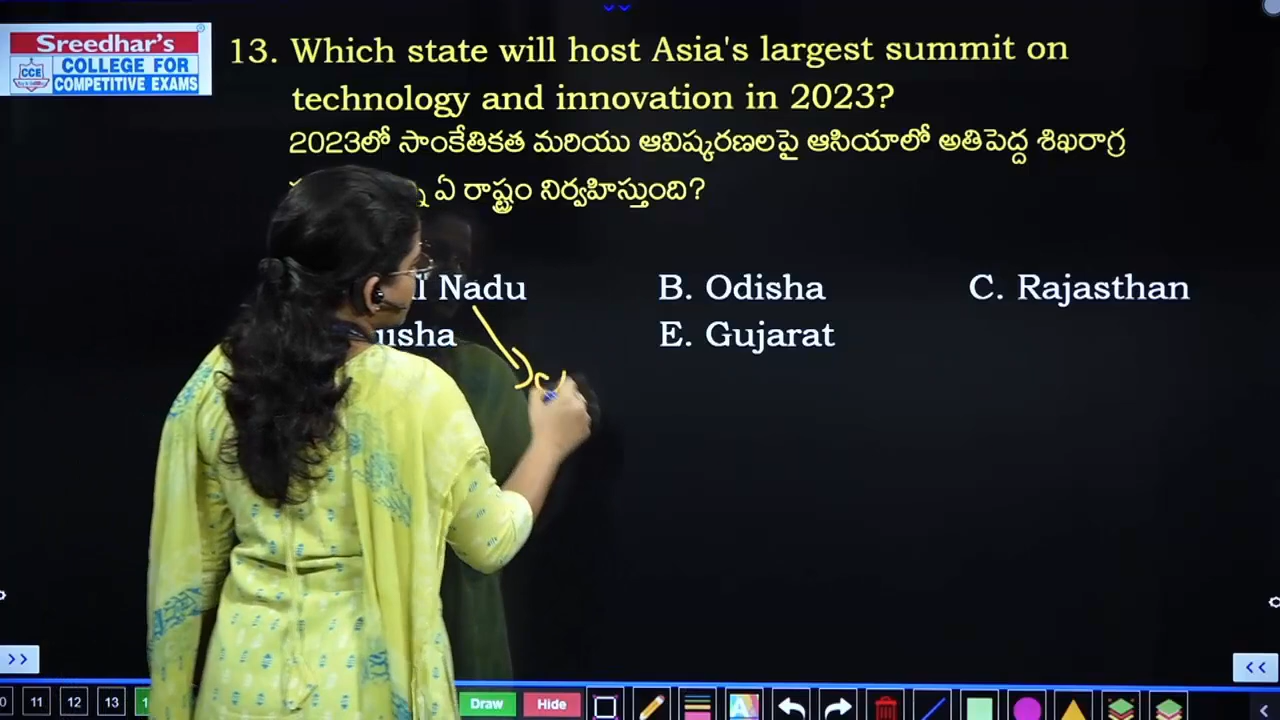 Sreedhar's
CCE
COLLEGE FOR
COMPETITIVE EXAMS
13. Which state will host Asia's largest summit on
technology and innovation in 2023?
2023లో సాంకేతికత మరియు ఆవిష్కరణలపై ఆసియాలో అతిపెద్ద శిఖరాగ్ర
ఏ రాష్ట్రం నిర్వహిస్తుంది?
Nadu B. Odisha C. Rajasthan
E. Gujarat
>> <<
11 12 13 Draw Hide